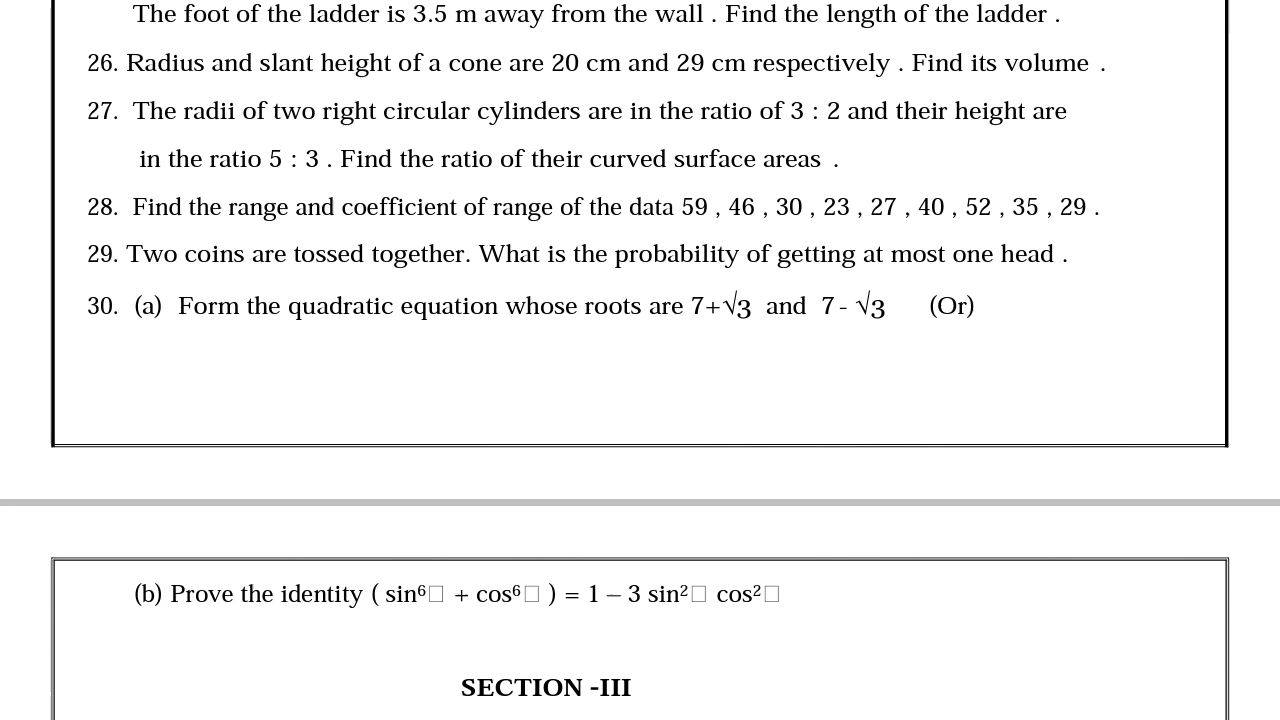 The foot of the ladder is 3.5 m away from the wall . Find the length of the ladder .
26. Radius and slant height of a cone are 20 cm and 29 cm respectively . Find its volume .
27. The radii of two right circular cylinders are in the ratio of 3 : 2 and their height are
in the ratio 5 : 3 . Find the ratio of their curved surface areas .
28. Find the range and coefficient of range of the data 59 , 46 , 30 , 23 , 27 , 40 , 52 , 35 , 29 .
29. Two coins are tossed together. What is the probability of getting at most one head .
30. (a) Form the quadratic equation whose roots are 7+√3 and 7 - √3 (Or)
(b) Prove the identity ( sin⁶□ + cos⁶□ ) = 1 – 3 sin²□ cos²□
SECTION -III